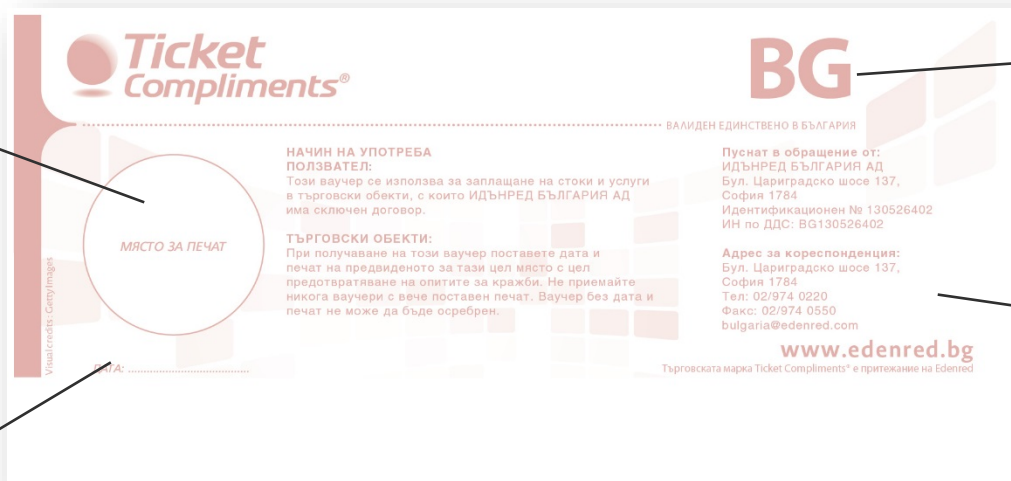 Ticket
Compliments®
BG
ВАЛИДЕН ЕДИНСТВЕНО В БЪЛГАРИЯ
МЯСТО ЗА ПЕЧАТ
Visual credits : GettyImages
ДАТА: ........................................
НАЧИН НА УПОТРЕБА
ПОЛЗВАТЕЛ:
Този ваучер се използва за заплащане на стоки и услуги
в търговски обекти, с които ИДЪНРЕД БЪЛГАРИЯ АД
има сключен договор.
ТЪРГОВСКИ ОБЕКТИ:
При получаване на този ваучер поставете дата и
печат на предвиденото за тази цел място с цел
предотвратяване на опитите за кражби. Не приемайте
никога ваучери с вече поставен печат. Ваучер без дата и
печат не може да бъде осребрен.
Пуснат в обращение от:
ИДЪНРЕД БЪЛГАРИЯ АД
Бул. Цариградско шосе 137,
София 1784
Идентификационен № 130526402
ИН по ДДС: BG130526402
Адрес за кореспонденция:
Бул. Цариградско шосе 137,
София 1784
Тел: 02/974 0220
Факс: 02/974 0550
bulgaria@edenred.com
www.edenred.bg
Търговската марка Ticket Compliments® е притежание на Edenred